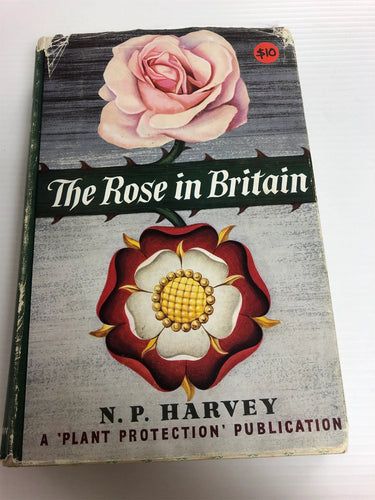 $10
The Rose in Britain
N. P. HARVEY
A 'PLANT PROTECTION' PUBLICATION